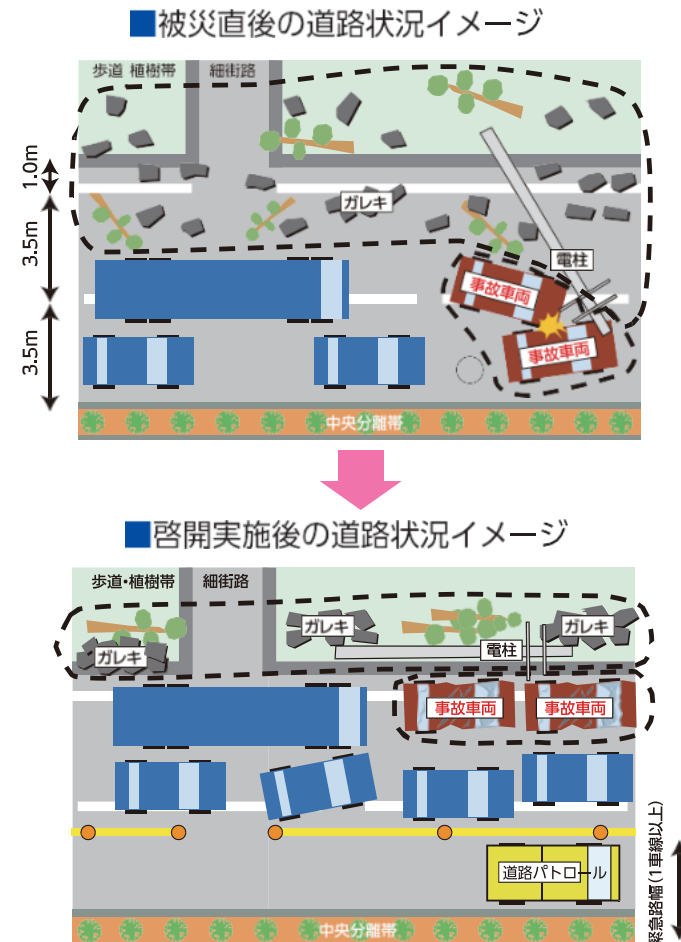 ■被災直後の道路状況イメージ
歩道 植樹帯
細街路
1.0m
ガレキ
3.5m
電柱
事故車両
事故車両
3.5m
中央分離帯
■啓開実施後の道路状況イメージ
歩道・植樹帯
細街路
ガレキ
ガレキ
ガレキ
電柱
事故車両
事故車両
道路パトロール
緊急路幅(1車線以上)
中央分離帯